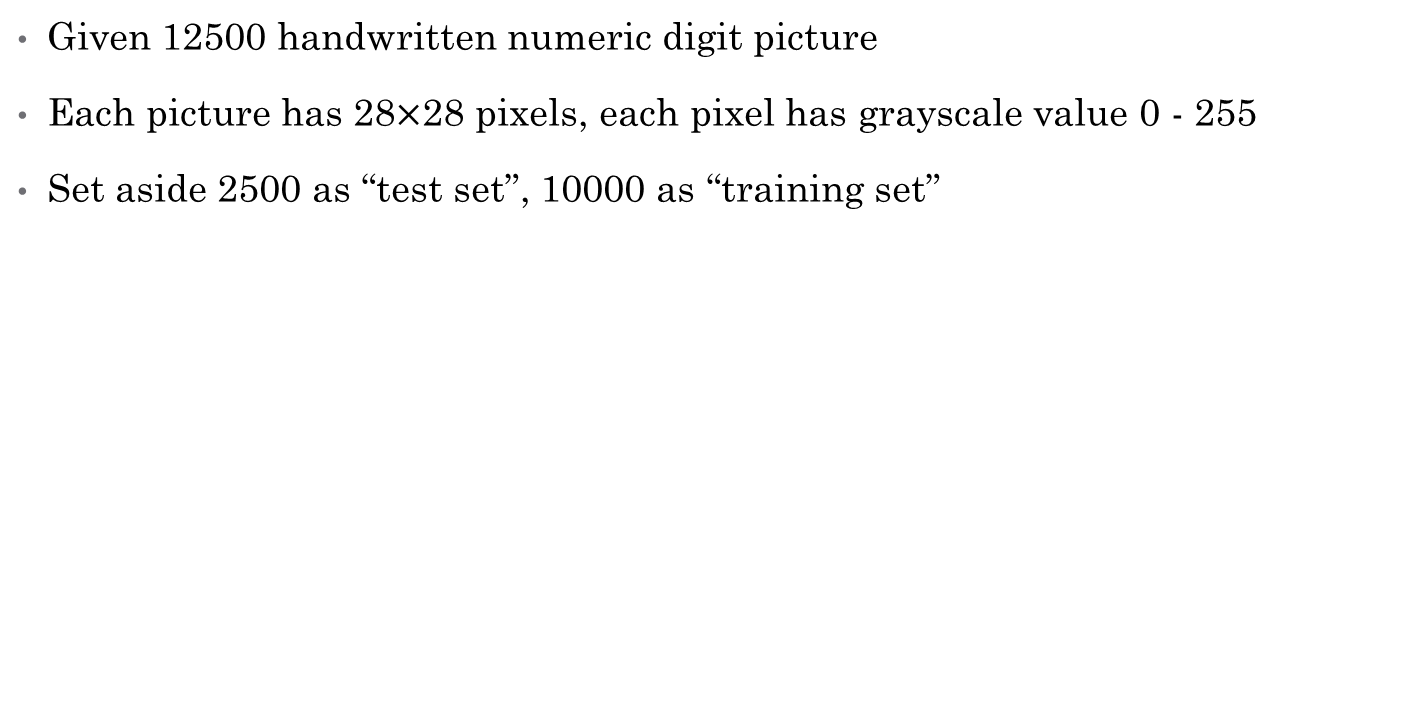 • Given 12500 handwritten numeric digit picture
• Each picture has 28×28 pixels, each pixel has grayscale value 0 - 255
• Set aside 2500 as “test set”, 10000 as “training set”